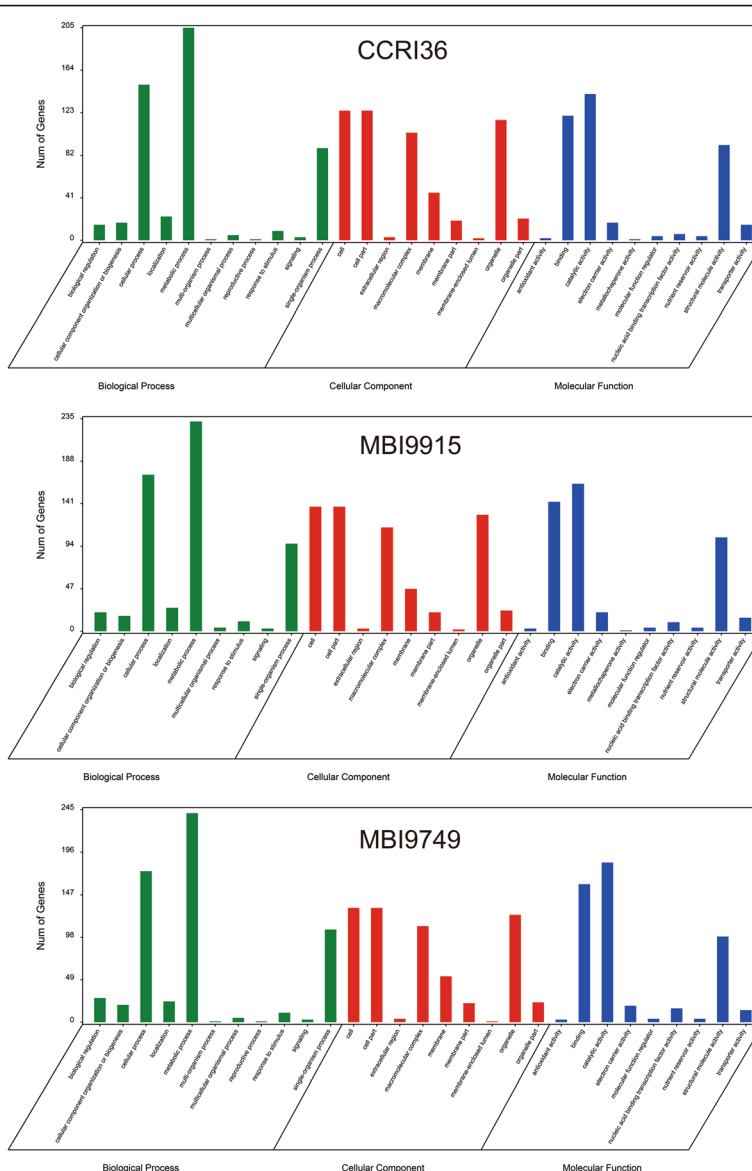 CCRI36
Num of Genes
205
164
123
82
41
0
biological regulation
cellular component organization or biogenesis
cellular process
localization
metabolic process
multi-organism process
multicellular organismal process
reproductive process
response to stimulus
signaling
single-organism process
cell
cell part
extracellular region
macromolecular complex
membrane
membrane part
membrane-enclosed lumen
organelle
organelle part
antioxidant activity
binding
catalytic activity
electron carrier activity
metallochaperone activity
molecular function regulator
nucleic acid binding transcription factor activity
nutrient reservoir activity
structural molecule activity
transporter activity
Biological Process
Cellular Component
Molecular Function
MBI9915
Num of Genes
235
188
141
94
47
0
biological regulation
cellular component organization or biogenesis
cellular process
localization
metabolic process
multicellular organismal process
response to stimulus
signaling
single-organism process
cell
cell part
extracellular region
macromolecular complex
membrane
membrane part
membrane-enclosed lumen
organelle
organelle part
antioxidant activity
binding
catalytic activity
electron carrier activity
metallochaperone activity
molecular function regulator
nucleic acid binding transcription factor activity
nutrient reservoir activity
structural molecule activity
transporter activity
Biological Process
Cellular Component
Molecular Function
MBI9749
Num of Genes
245
196
147
98
49
0
biological regulation
cellular component organization or biogenesis
cellular process
localization
metabolic process
multi-organism process
multicellular organismal process
reproductive process
response to stimulus
signaling
single-organism process
cell
cell part
extracellular region
macromolecular complex
membrane
membrane part
membrane-enclosed lumen
organelle
organelle part
antioxidant activity
binding
catalytic activity
electron carrier activity
molecular function regulator
nucleic acid binding transcription factor activity
nutrient reservoir activity
structural molecule activity
transporter activity
Biological Process
Cellular Component
Molecular Function